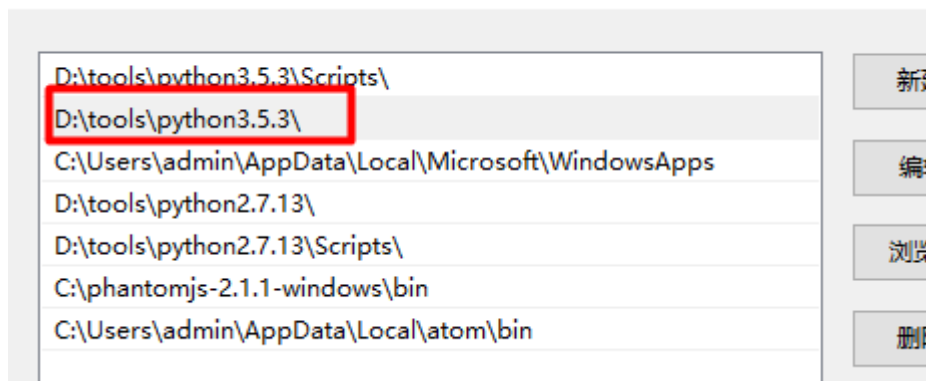 D:\tools\python3.5.3\Scripts\
D:\tools\python3.5.3\
C:\Users\admin\AppData\Local\Microsoft\WindowsApps
D:\tools\python2.7.13\
D:\tools\python2.7.13\Scripts\
C:\phantomjs-2.1.1-windows\bin
C:\Users\admin\AppData\Local\atom\bin
新
编
浏